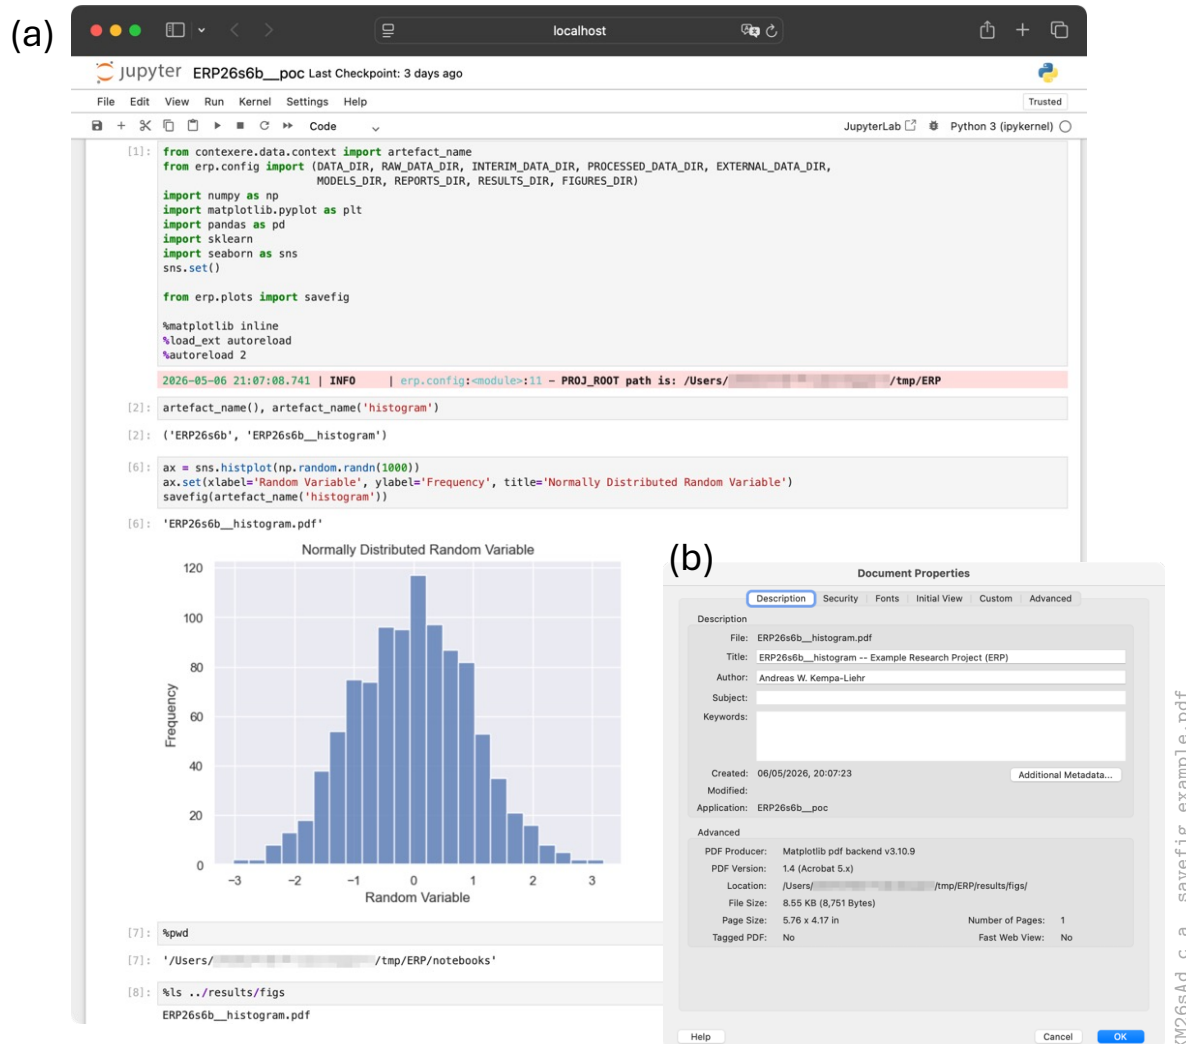 (a)
localhost
jupyter ERP26s6b__poc Last Checkpoint: 3 days ago
File Edit View Run Kernel Settings Help
Trusted
Code
JupyterLab Python 3 (ipykernel)
[1]: from contexere.data.context import artefact_name
from erp.config import (DATA_DIR, RAW_DATA_DIR, INTERIM_DATA_DIR, PROCESSED_DATA_DIR, EXTERNAL_DATA_DIR,
MODELS_DIR, REPORTS_DIR, RESULTS_DIR, FIGURES_DIR)
import numpy as np
import matplotlib.pyplot as plt
import pandas as pd
import sklearn
import seaborn as sns
sns.set()
from erp.plots import savefig
%matplotlib inline
%load_ext autoreload
%autoreload 2
2026-05-06 21:07:08.741 | INFO | erp.config:<module>:11 - PROJ_ROOT path is: /Users/ /tmp/ERP
[2]: artefact_name(), artefact_name('histogram')
[2]: ('ERP26s6b', 'ERP26s6b__histogram')
[6]: ax = sns.histplot(np.random.randn(1000))
ax.set(xlabel='Random Variable', ylabel='Frequency', title='Normally Distributed Random Variable')
savefig(artefact_name('histogram'))
[6]: 'ERP26s6b__histogram.pdf'
Normally Distributed Random Variable
120
100
80
60
40
20
0
Frequency
−3 −2 −1 0 1 2 3
Random Variable
[7]: %pwd
[7]: '/Users/ /tmp/ERP/notebooks'
[8]: %ls ../results/figs
ERP26s6b__histogram.pdf
(b)
Document Properties
Description Security Fonts Initial View Custom Advanced
Description
File: ERP26s6b__histogram.pdf
Title: ERP26s6b__histogram -- Example Research Project (ERP)
Author: Andreas W. Kempa-Liehr
Subject:
Keywords:
Created: 06/05/2026, 20:07:23
Additional Metadata...
Modified:
Application: ERP26s6b__poc
Advanced
PDF Producer: Matplotlib pdf backend v3.10.9
PDF Version: 1.4 (Acrobat 5.x)
Location: /Users/ /tmp/ERP/results/figs/
File Size: 8.55 KB (8,751 Bytes)
Page Size: 5.76 x 4.17 in Number of Pages: 1
Tagged PDF: No Fast Web View: No
Help Cancel OK
savefig_example.pdf